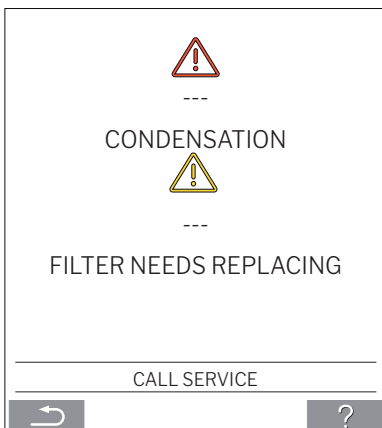 ---
CONDENSATION
---
FILTER NEEDS REPLACING
CALL SERVICE
?